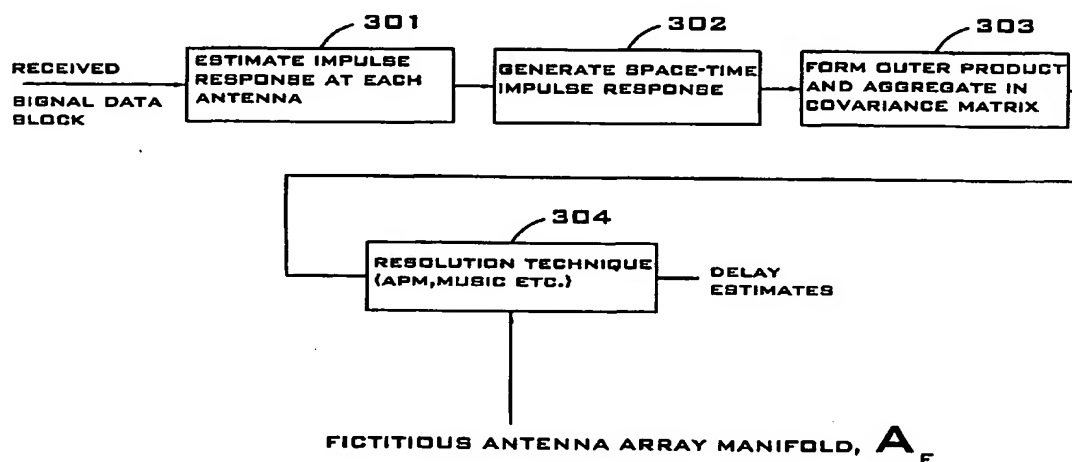 301
302
303
RECEIVED
SIGNAL DATA
BLOCK
ESTIMATE IMPULSE
RESPONSE AT EACH
ANTENNA
GENERATE SPACE-TIME
IMPULSE RESPONSE
FORM OUTER PRODUCT
AND AGGREGATE IN
COVARIANCE MATRIX
304
RESOLUTION TECHNIQUE
(APM,MUSIC ETC.)
DELAY
ESTIMATES
FICTITIOUS ANTENNA ARRAY MANIFOLD, A
F